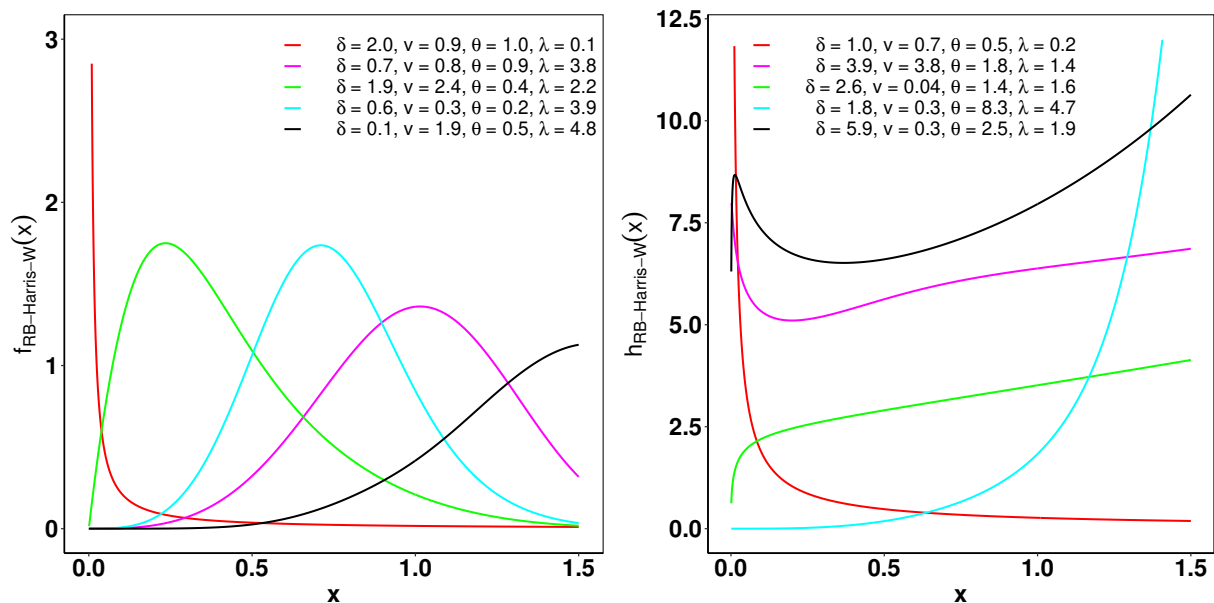 δ = 2.0, v = 0.9, θ = 1.0, λ = 0.1
δ = 0.7, v = 0.8, θ = 0.9, λ = 3.8
δ = 1.9, v = 2.4, θ = 0.4, λ = 2.2
δ = 0.6, v = 0.3, θ = 0.2, λ = 3.9
δ = 0.1, v = 1.9, θ = 0.5, λ = 4.8
3
2
1
0
f_RB−Harris−W(x)
0.0 0.5 1.0 1.5
x
δ = 1.0, v = 0.7, θ = 0.5, λ = 0.2
δ = 3.9, v = 3.8, θ = 1.8, λ = 1.4
δ = 2.6, v = 0.04, θ = 1.4, λ = 1.6
δ = 1.8, v = 0.3, θ = 8.3, λ = 4.7
δ = 5.9, v = 0.3, θ = 2.5, λ = 1.9
12.5
10.0
7.5
5.0
2.5
0.0
h_RB−Harris−W(x)
0.0 0.5 1.0 1.5
x